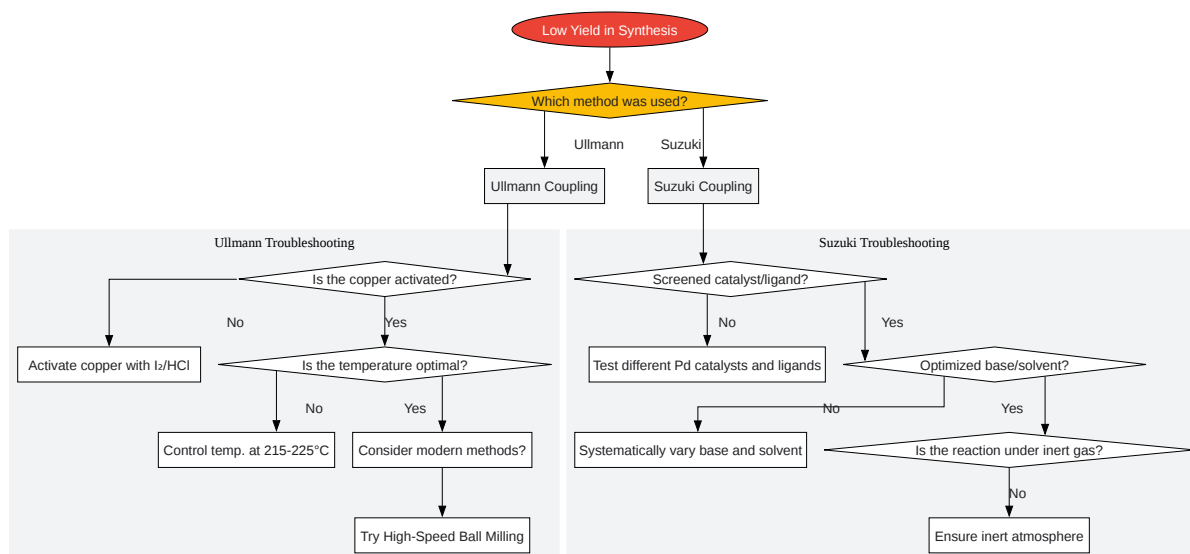 Low Yield in Synthesis
Which method was used?
Ullmann
Suzuki
Ullmann Coupling
Suzuki Coupling
Ullmann Troubleshooting
Suzuki Troubleshooting
Is the copper activated?
Screened catalyst/ligand?
No
Yes
No
Yes
Activate copper with I₂/HCl
Is the temperature optimal?
Test different Pd catalysts and ligands
Optimized base/solvent?
No
Yes
No
Yes
Control temp. at 215-225°C
Consider modern methods?
Systematically vary base and solvent
Is the reaction under inert gas?
No
Try High-Speed Ball Milling
Ensure inert atmosphere